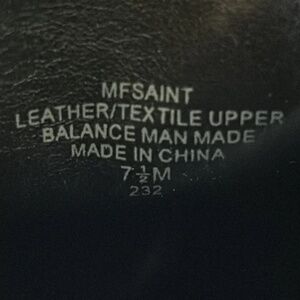 MFSAINT
LEATHER/TEXTILE UPPER
BALANCE MAN MADE
MADE IN CHINA
7½M
232